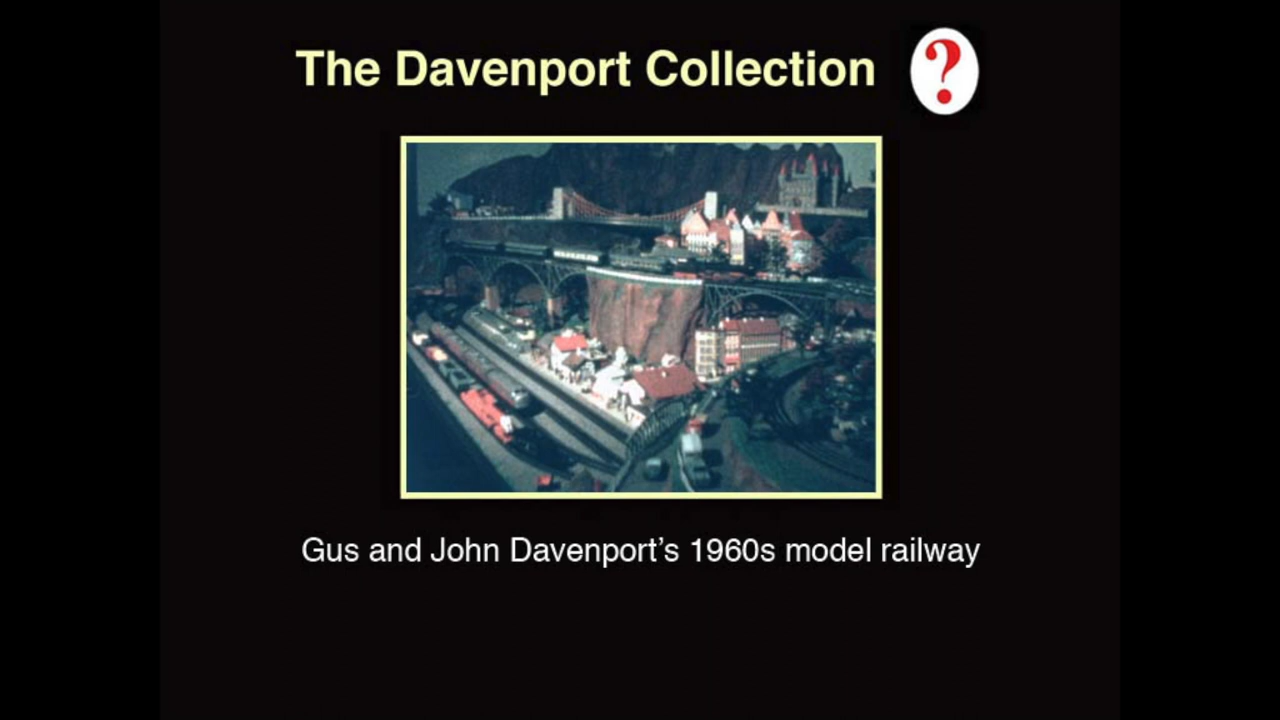 The Davenport Collection ?
Gus and John Davenport’s 1960s model railway